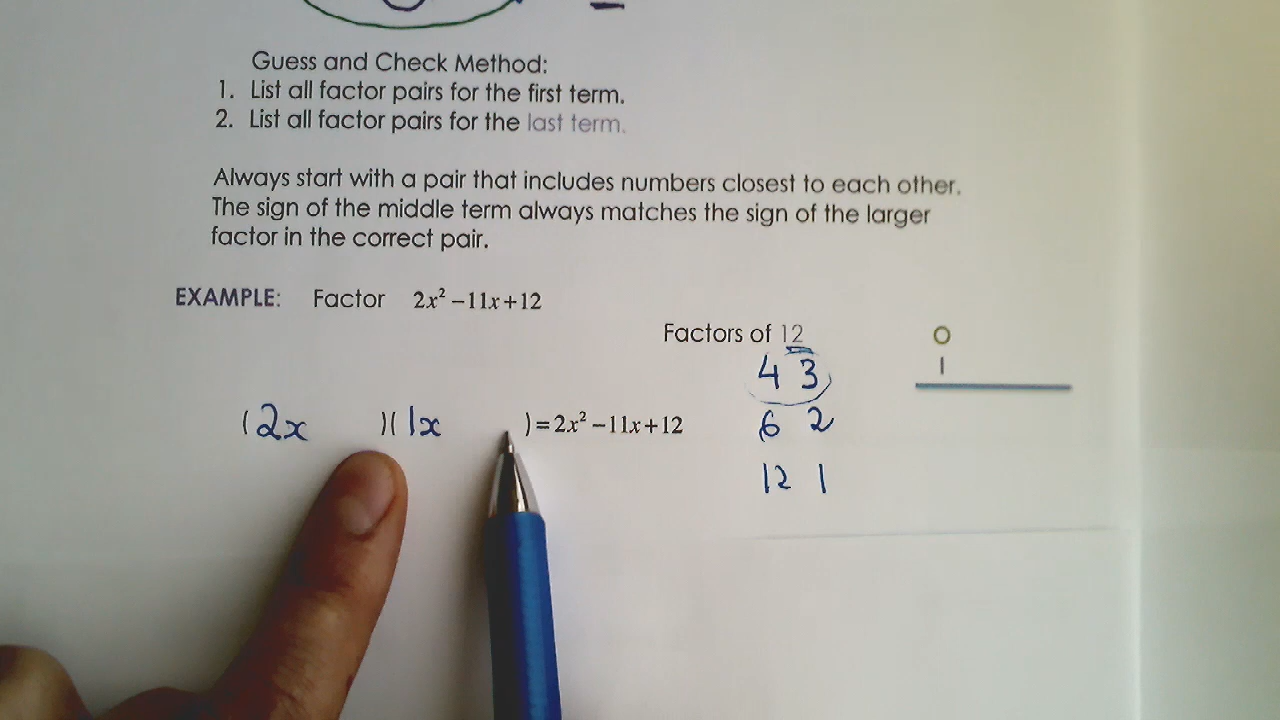 Guess and Check Method:
1. List all factor pairs for the first term.
2. List all factor pairs for the last term.
Always start with a pair that includes numbers closest to each other.
The sign of the middle term always matches the sign of the larger
factor in the correct pair.
EXAMPLE: Factor 2x² −11x+12
Factors of 12
O
I
4 3
(2x )(1x ) = 2x² −11x+12
6 2
12 1